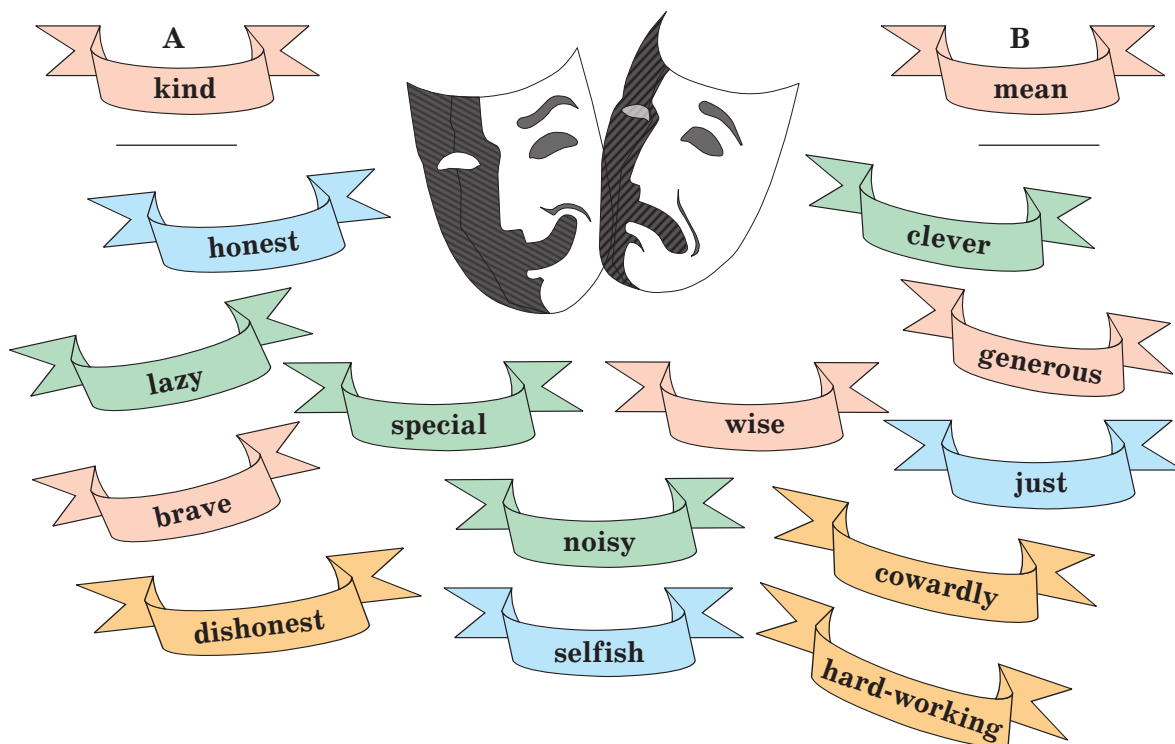 A
kind
B
mean
honest
clever
lazy
generous
special
wise
brave
just
noisy
cowardly
dishonest
selfish
hard-working